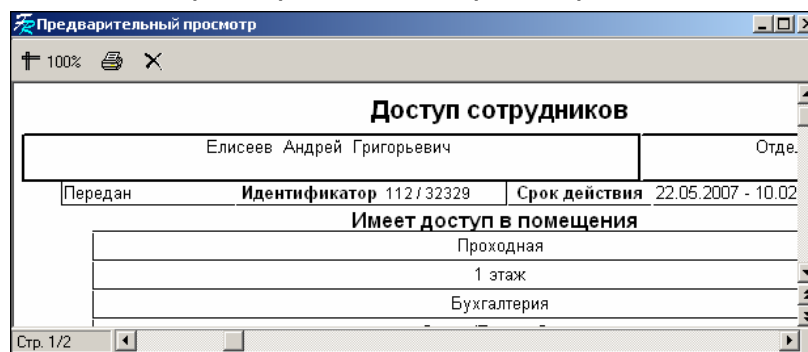 Предварительный просмотр
100%
Доступ сотрудников
Елисеев Андрей Григорьевич Отде.
Передан Идентификатор 112 / 32329 Срок действия 22.05.2007 - 10.02
Имеет доступ в помещения
Проходная
1 этаж
Бухгалтерия
Стр. 1/2